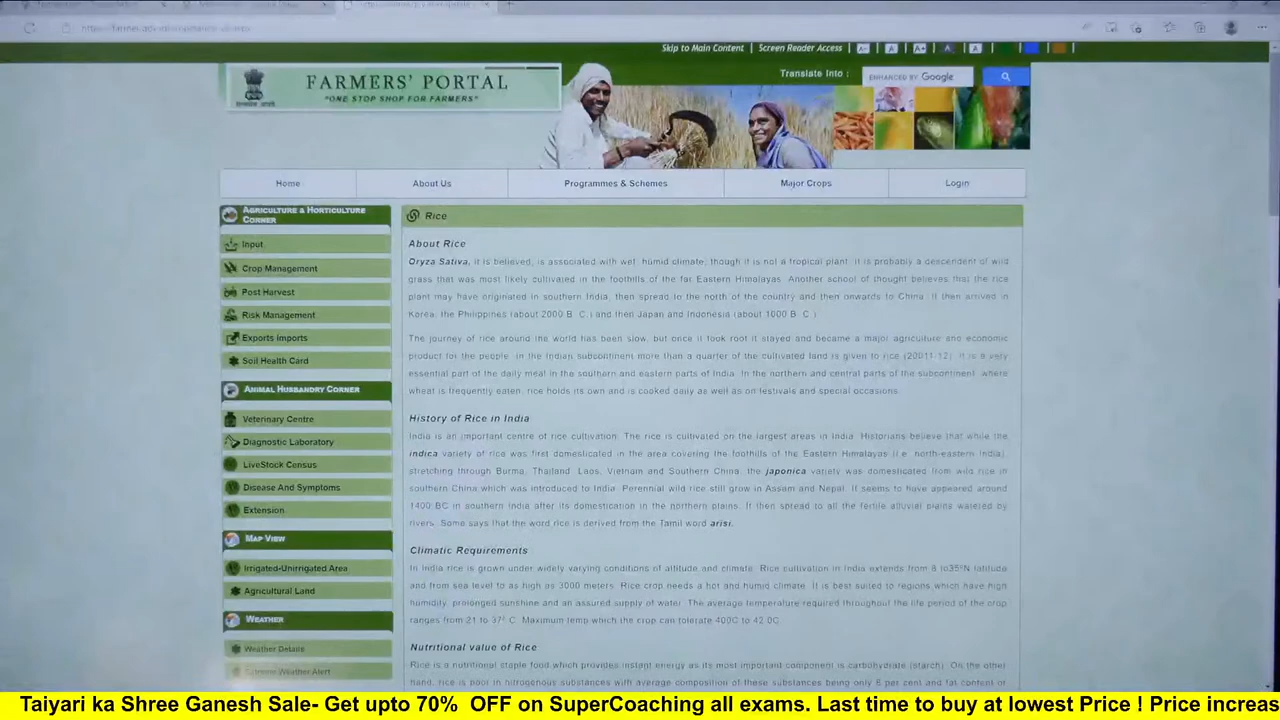 Skip to Main Content | Screen Reader Access | A- | A | A+ | A | A
FARMERS' PORTAL
"ONE STOP SHOP FOR FARMERS"
Translate Into :
ENHANCED BY Google
Home
About Us
Programmes & Schemes
Major Crops
Login
AGRICULTURE & HORTICULTURE
CORNER
Input
Crop Management
Post Harvest
Risk Management
Exports Imports
Soil Health Card
ANIMAL HUSBANDRY CORNER
Veterinary Centre
Diagnostic Laboratory
LiveStock Census
Disease And Symptoms
Extension
MAP VIEW
Irrigated-Unirrigated Area
Agricultural Land
WEATHER
Weather Details
Extreme Weather Alert
Rice
About Rice
Oryza Sativa, it is believed, is associated with wet, humid climate, though it is not a tropical plant. It is probably a descendent of wild
grass that was most likely cultivated in the foothills of the far Eastern Himalayas. Another school of thought believes that the rice
plant may have originated in southern India, then spread to the north of the country and then onwards to China. It then arrived in
Korea, the Philippines (about 2000 B. C.) and then Japan and Indonesia (about 1000 B. C.)
The journey of rice around the world has been slow, but once it took root it stayed and became a major agriculture and economic
product for the people. In the Indian subcontinent more than a quarter of the cultivated land is given to rice (20011-12). It is a very
essential part of the daily meal in the southern and eastern parts of India. In the northern and central parts of the subcontinent, where
wheat is frequently eaten, rice holds its own and is cooked daily as well as on festivals and special occasions.
History of Rice in India
India is an important centre of rice cultivation. The rice is cultivated on the largest areas in India. Historians believe that while the
indica variety of rice was first domesticated in the area covering the foothills of the Eastern Himalayas (i.e. north-eastern India),
stretching through Burma, Thailand, Laos, Vietnam and Southern China, the japonica variety was domesticated from wild rice in
southern China which was introduced to India. Perennial wild rice still grow in Assam and Nepal. It seems to have appeared around
1400 BC in southern India after its domestication in the northern plains. It then spread to all the fertile alluvial plains watered by
rivers. Some says that the word rice is derived from the Tamil word arisi.
Climatic Requirements
In India rice is grown under widely varying conditions of altitude and climate. Rice cultivation in India extends from 8 to35ºN latitude
and from sea level to as high as 3000 meters. Rice crop needs a hot and humid climate. It is best suited to regions which have high
humidity, prolonged sunshine and an assured supply of water. The average temperature required throughout the life period of the crop
ranges from 21 to 37º C. Maximum temp which the crop can tolerate 400C to 42 0C.
Nutritional value of Rice
Rice is a nutritional staple food which provides instant energy as its most important component is carbohydrate (starch). On the other
hand, rice is poor in nitrogenous substances with average composition of these substances being only 8 per cent and fat content or
Taiyari ka Shree Ganesh Sale- Get upto 70% OFF on SuperCoaching all exams. Last time to buy at lowest Price ! Price increas